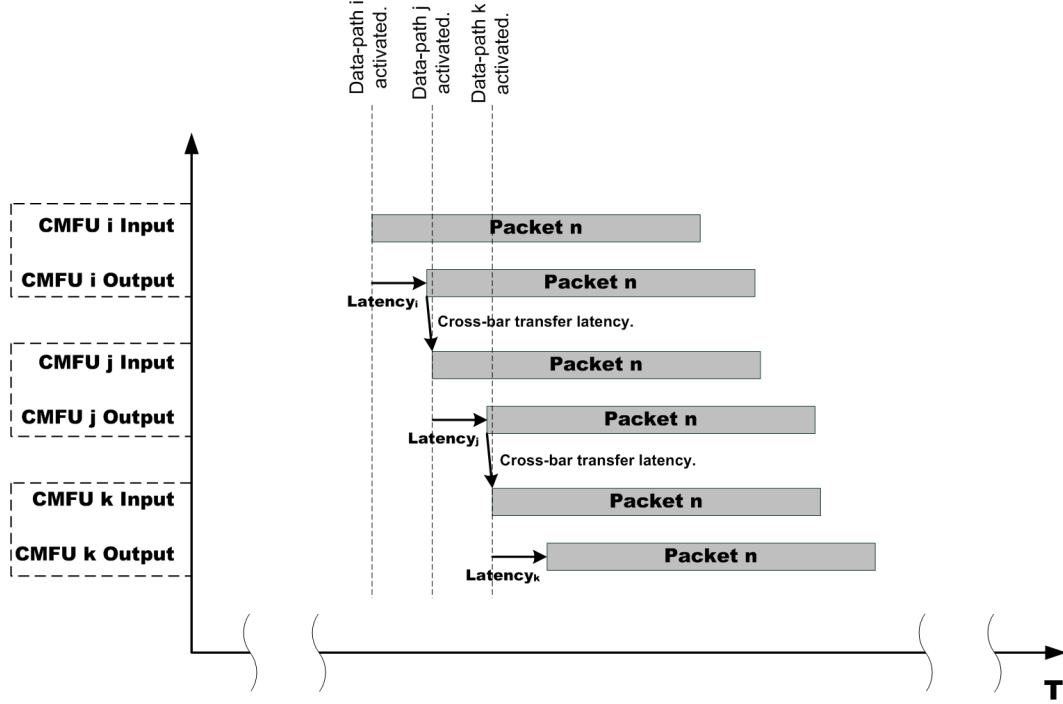 Data-path i
activated.
Data-path j
activated.
Data-path k
activated.
CMFU i Input
Packet n
CMFU i Output
Packet n
Latencyᵢ
Cross-bar transfer latency.
CMFU j Input
Packet n
CMFU j Output
Packet n
Latencyⱼ
Cross-bar transfer latency.
CMFU k Input
Packet n
CMFU k Output
Packet n
Latencyₖ
T